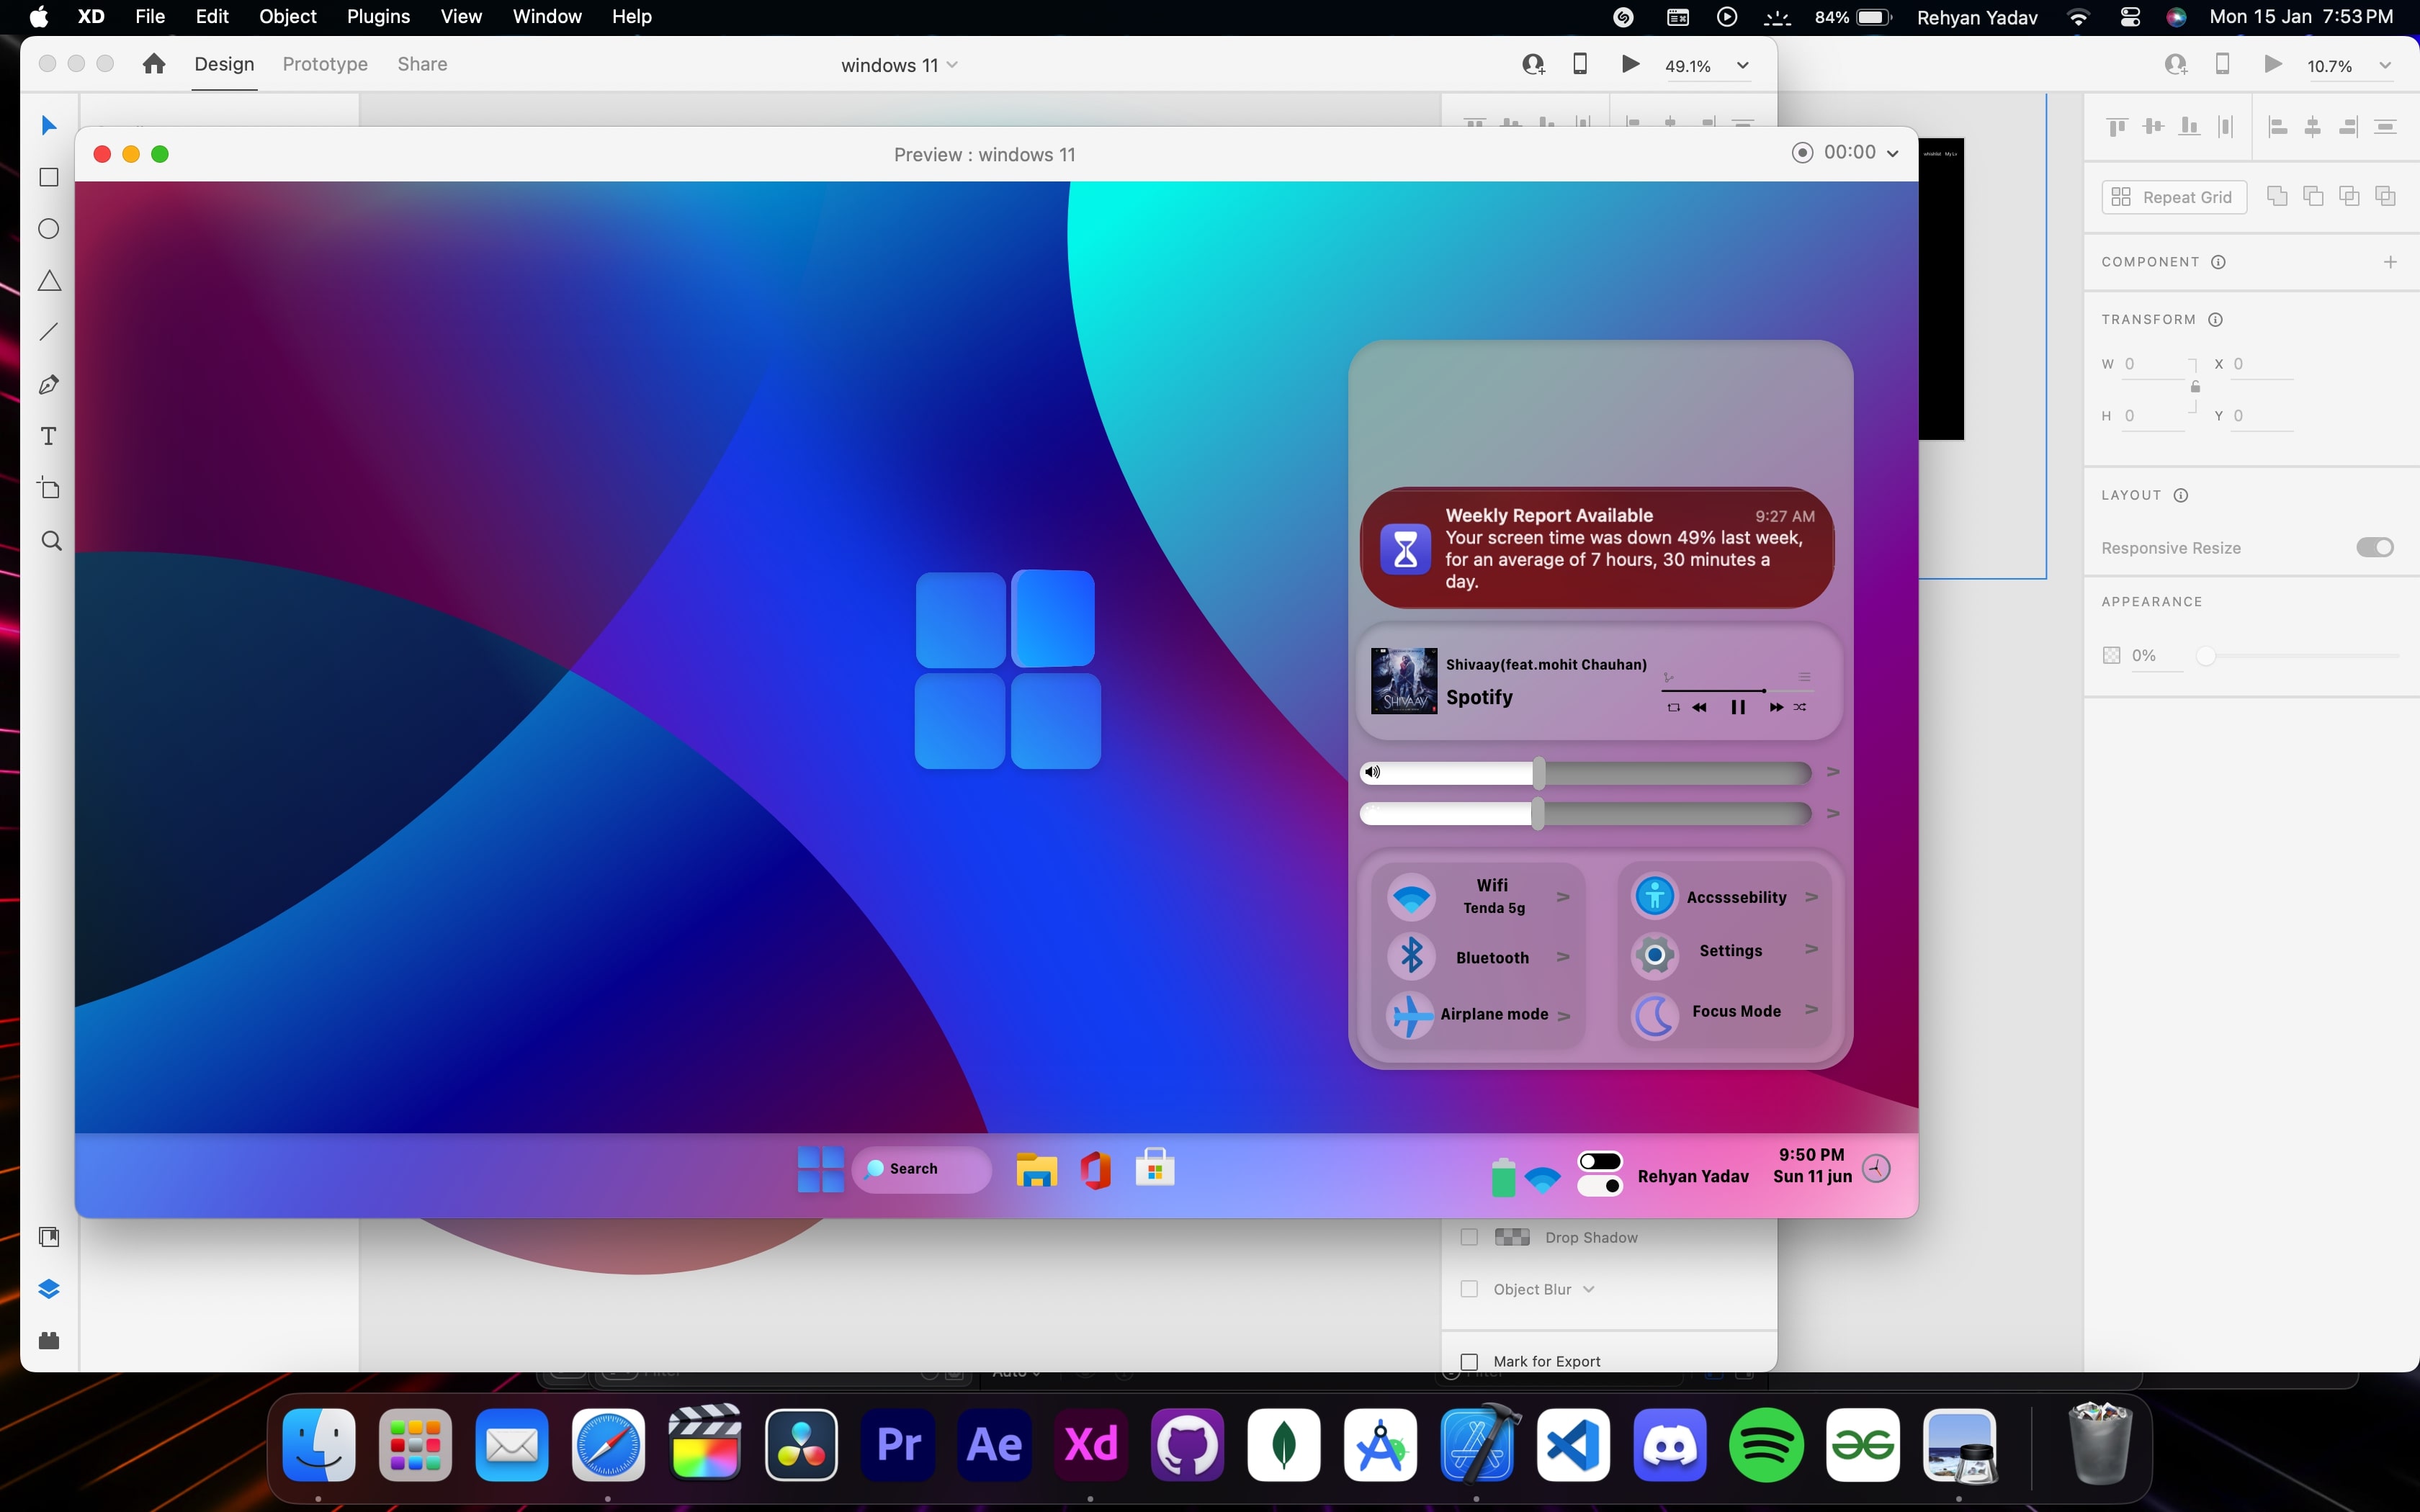 XD File Edit Object Plugins View Window Help 84% Rehyan Yadav Mon 15 Jan 7:53 PM
Design Prototype Share windows 11 49.1% 10.7%
Preview : windows 11 00:00
whishlist My Lv
Repeat Grid
COMPONENT
TRANSFORM
W 0 X 0
H 0 Y 0
LAYOUT
Responsive Resize
APPEARANCE
0%
Weekly Report Available 9:27 AM
Your screen time was down 49% last week,
for an average of 7 hours, 30 minutes a
day.
SHIVAAY
Shivaay(feat.mohit Chauhan)
Spotify
Wifi
Tenda 5g
Bluetooth
Airplane mode
Accsssebility
Settings
Focus Mode
Search
Rehyan Yadav
9:50 PM
Sun 11 jun
Drop Shadow
Object Blur
Mark for Export
Auto
Filter
Pr Ae Xd